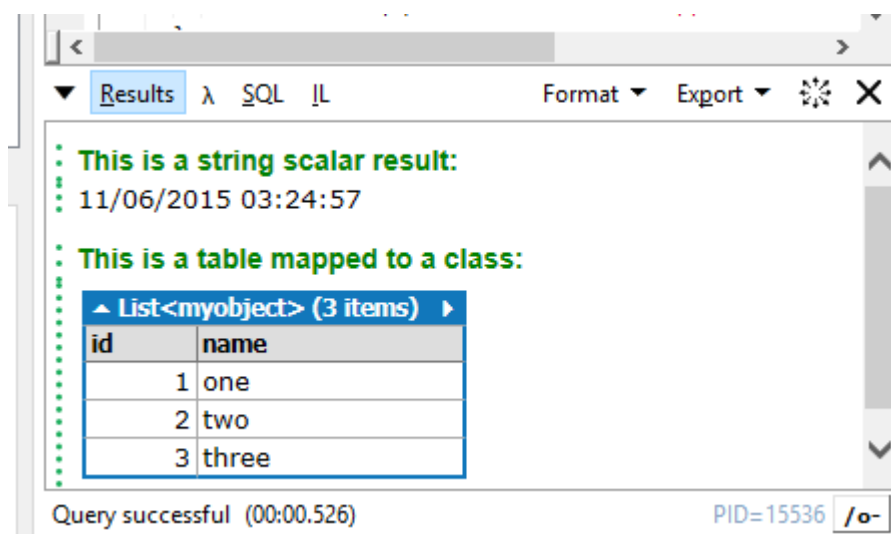 Results λ SQL IL Format Export
This is a string scalar result:
11/06/2015 03:24:57
This is a table mapped to a class:
List<myobject> (3 items)
id name
1 one
2 two
3 three
Query successful (00:00.526) PID=15536 /o-